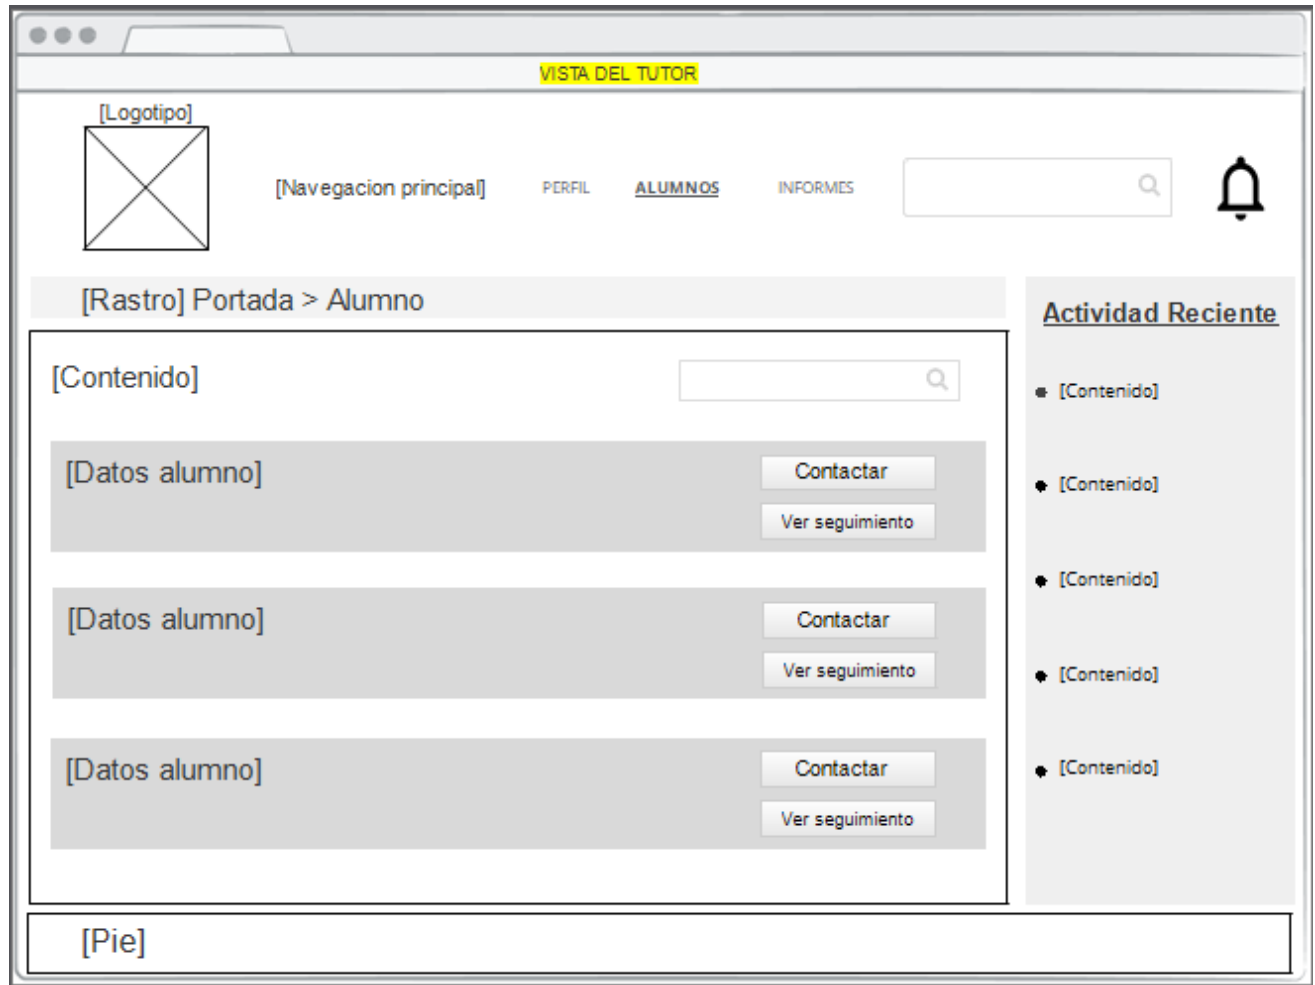 VISTA DEL TUTOR
[Logotipo]
[Navegacion principal]
PERFIL
ALUMNOS
INFORMES
[Rastro] Portada > Alumno
[Contenido]
[Datos alumno]
Contactar
Ver seguimiento
[Datos alumno]
Contactar
Ver seguimiento
[Datos alumno]
Contactar
Ver seguimiento
Actividad Reciente
[Contenido]
[Contenido]
[Contenido]
[Contenido]
[Contenido]
[Pie]